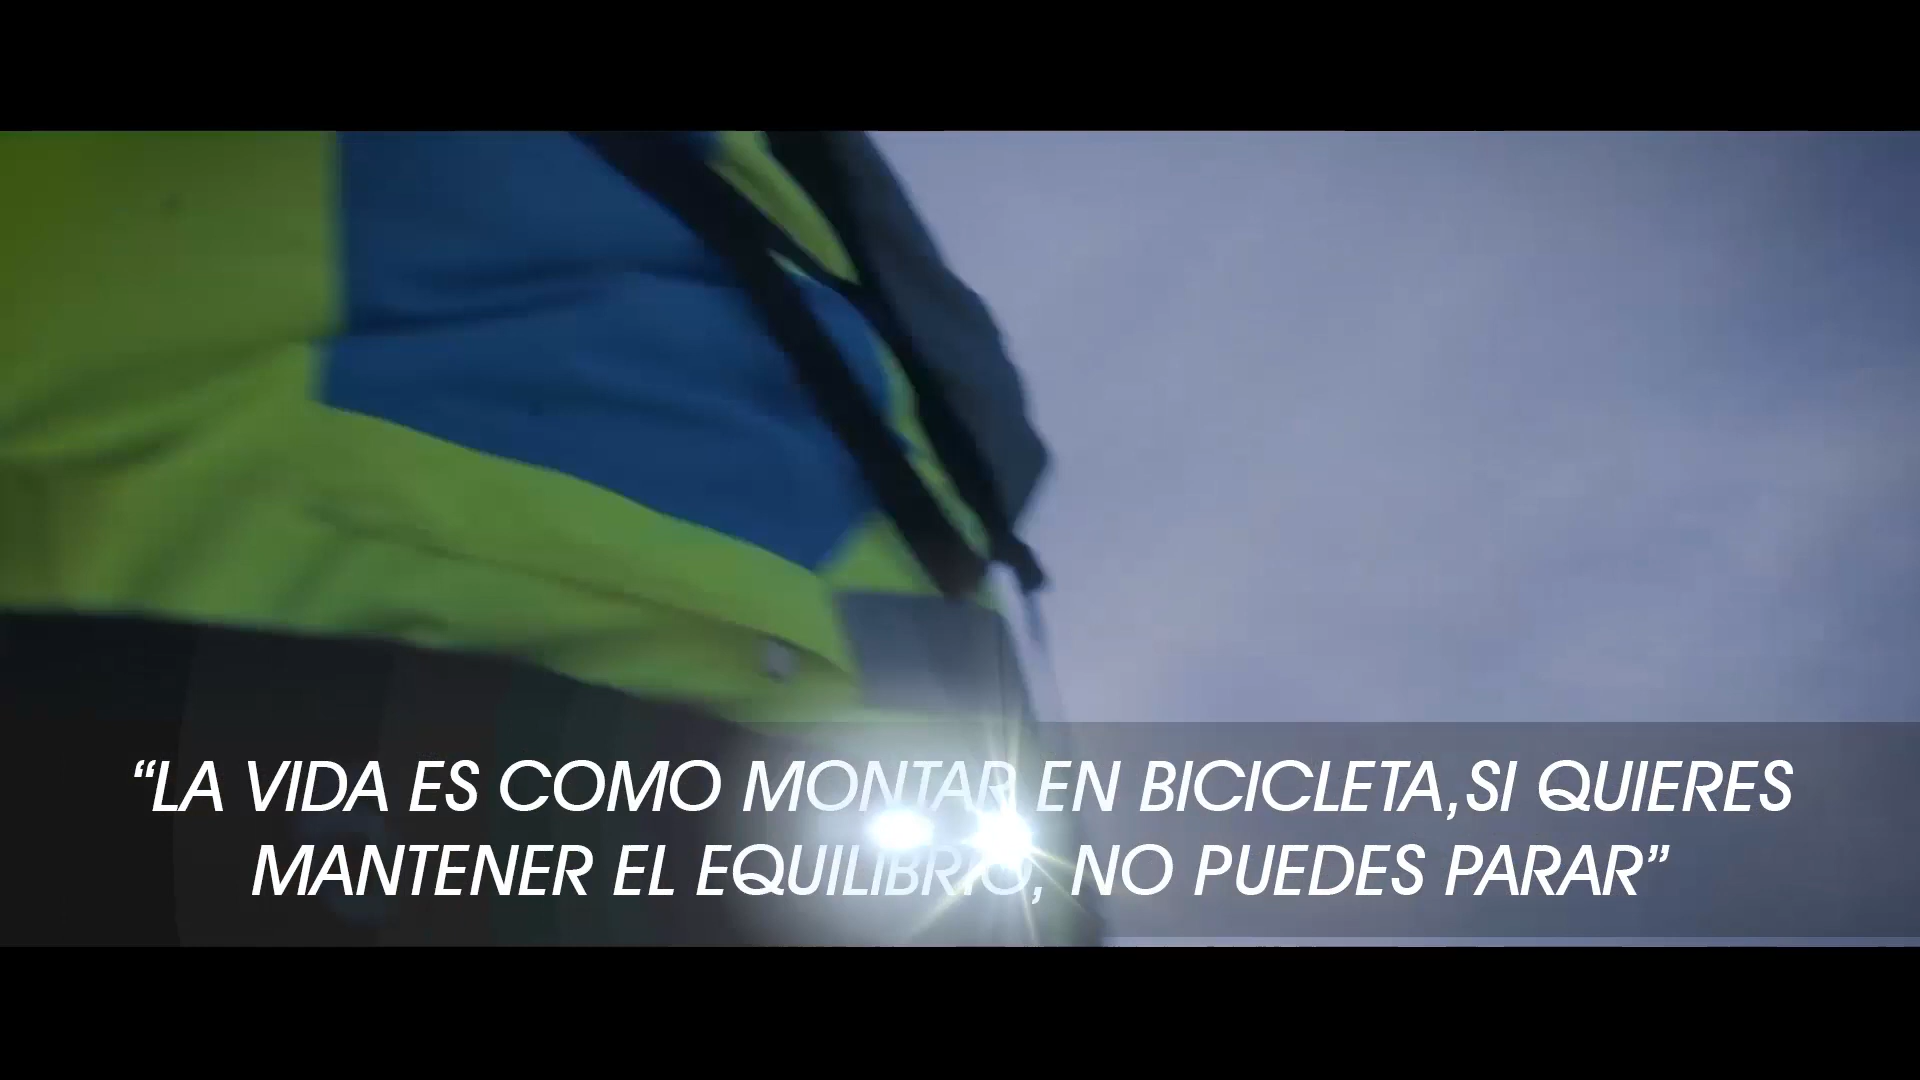 “LA VIDA ES COMO MONTAR EN BICICLETA,SI QUIERES
MANTENER EL EQUILIBRIO, NO PUEDES PARAR”